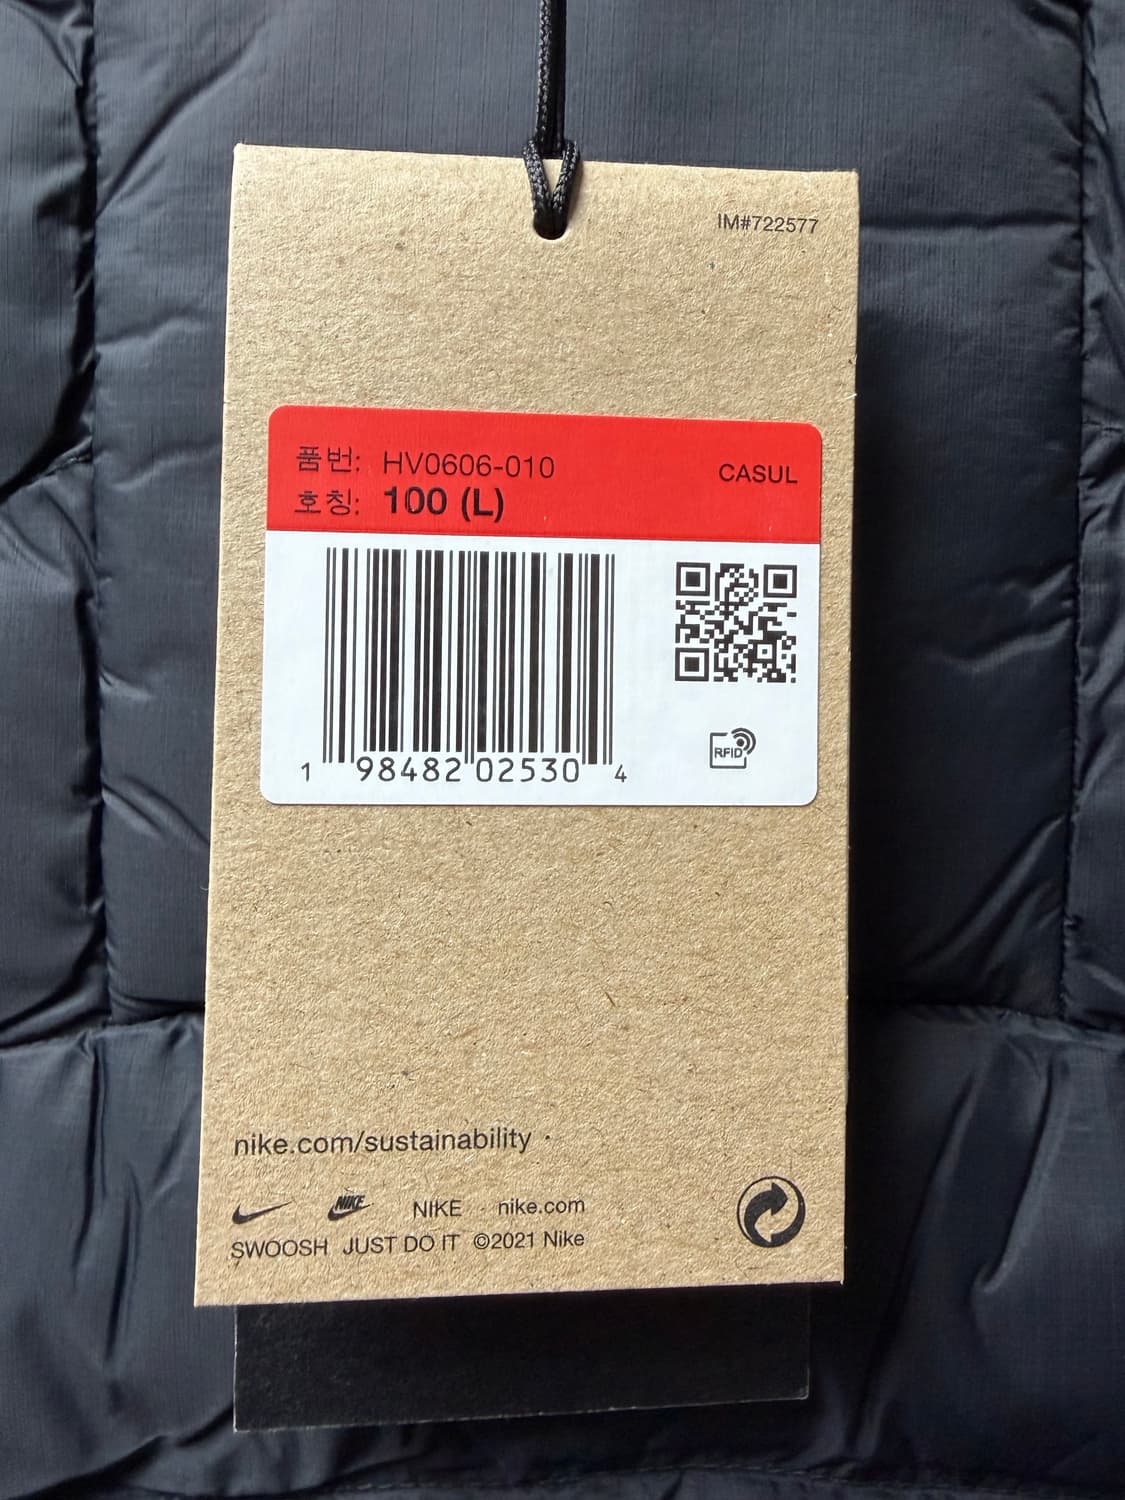 IM#722577
품번: HV0606-010
CASUL
호칭: 100 (L)
1 98482 02530 4
RFID
nike.com/sustainability
NIKE NIKE nike.com
SWOOSH JUST DO IT ©2021 Nike